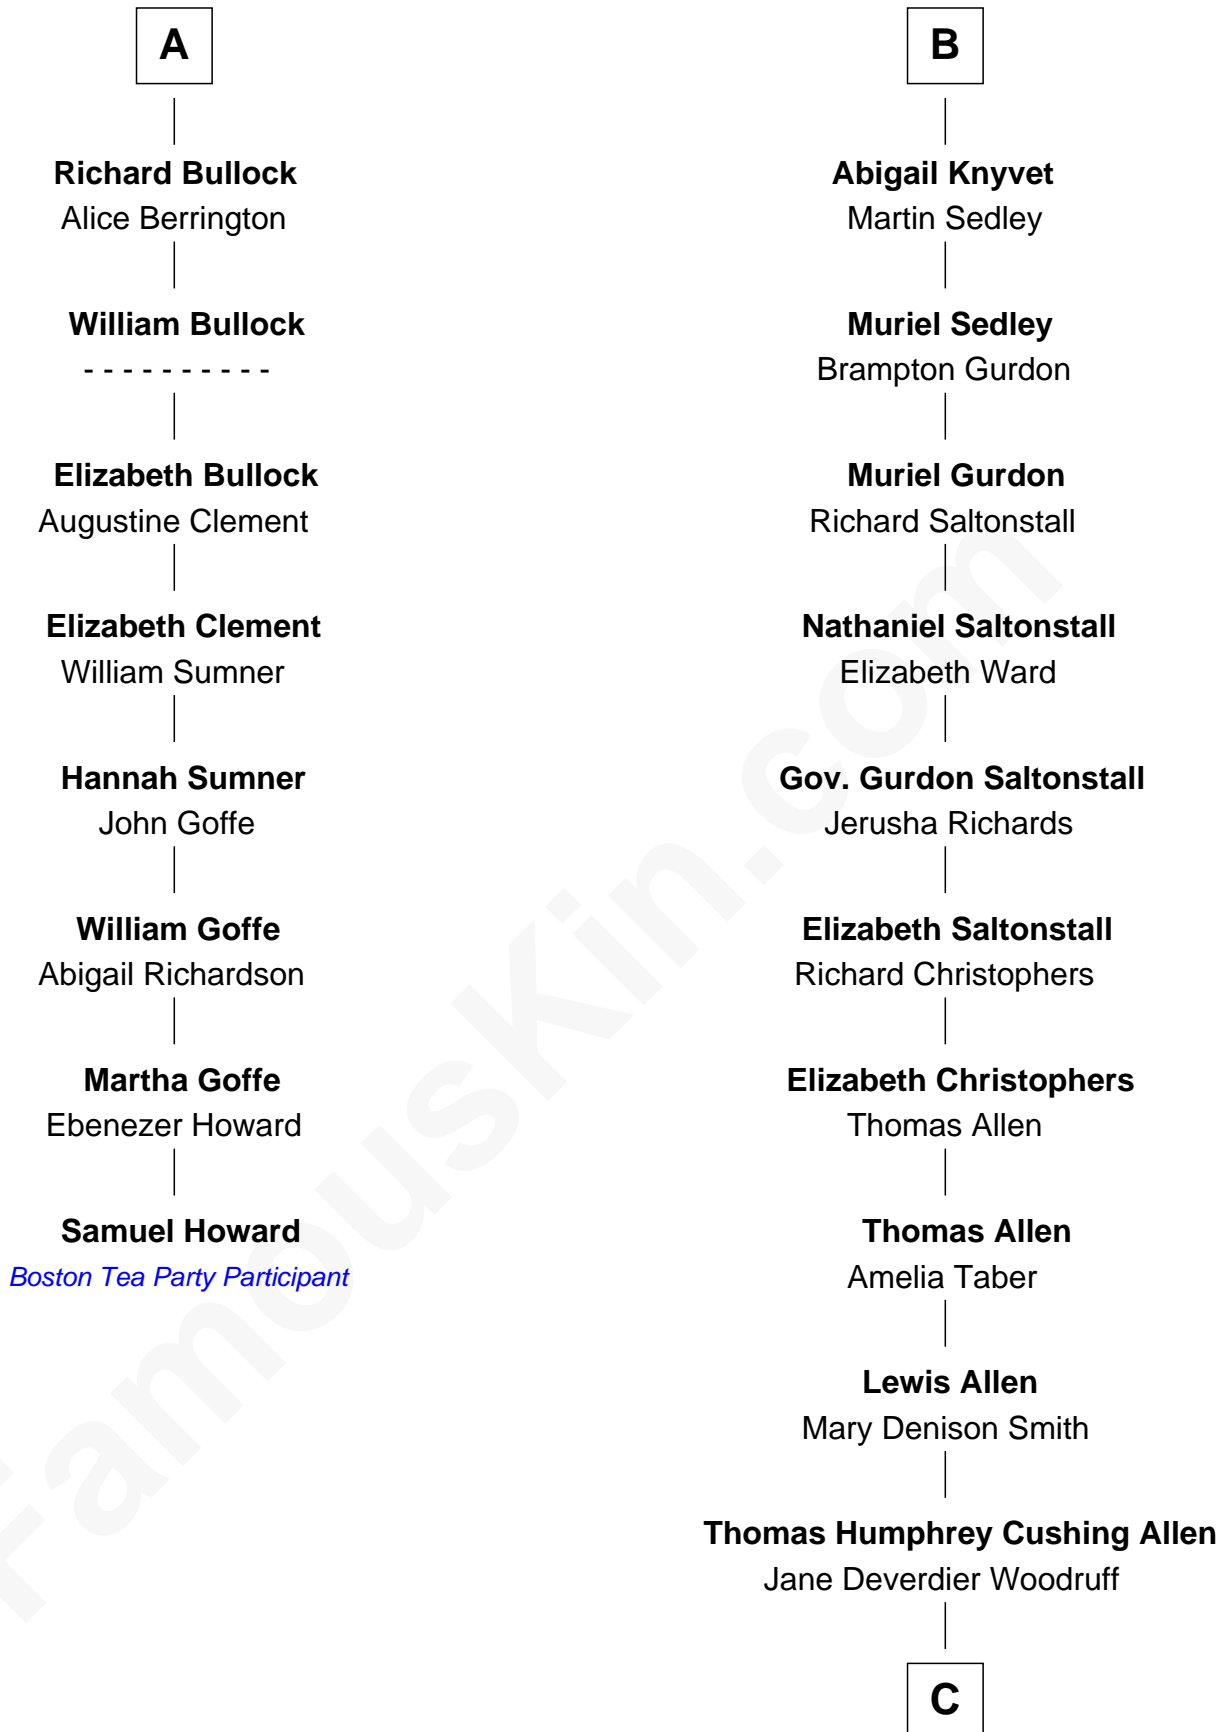 A
Richard Bullock
Alice Berrington
William Bullock
- - - - - - - - - -
Elizabeth Bullock
Augustine Clement
Elizabeth Clement
William Sumner
Hannah Sumner
John Goffe
William Goffe
Abigail Richardson
Martha Goffe
Ebenezer Howard
Samuel Howard
Boston Tea Party Participant
B
Abigail Knyvet
Martin Sedley
Muriel Sedley
Brampton Gurdon
Muriel Gurdon
Richard Saltonstall
Nathaniel Saltonstall
Elizabeth Ward
Gov. Gurdon Saltonstall
Jerusha Richards
Elizabeth Saltonstall
Richard Christophers
Elizabeth Christophers
Thomas Allen
Thomas Allen
Amelia Taber
Lewis Allen
Mary Denison Smith
Thomas Humphrey Cushing Allen
Jane Deverdier Woodruff
C
FamousKin.com